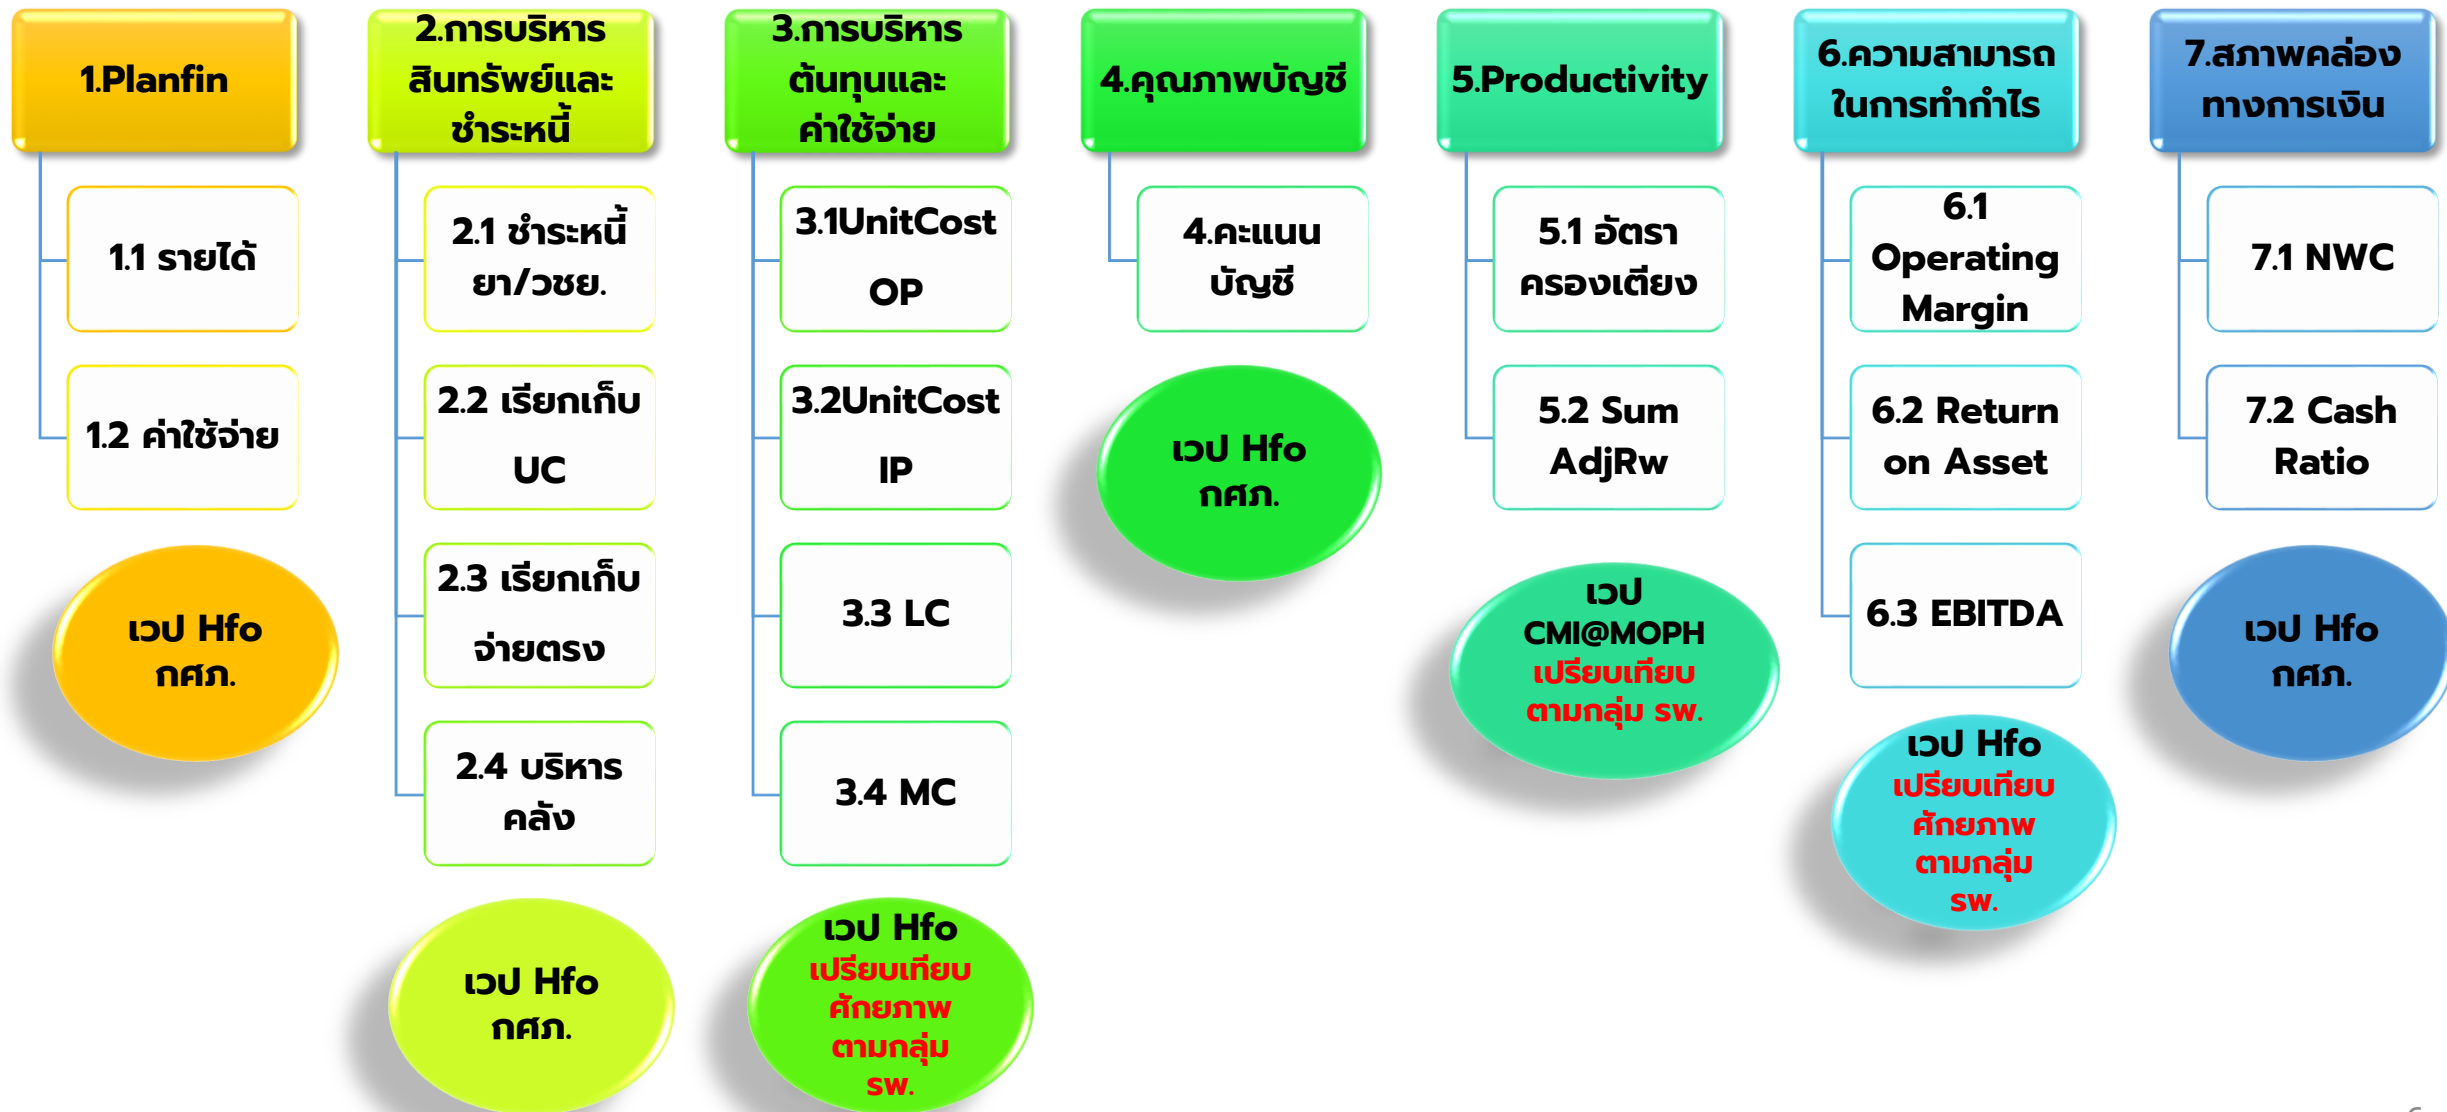 1.Planfin
1.1 รายได้
1.2 ค่าใช้จ่าย
เวป Hfo
กศภ.
2.การบริหาร
สินทรัพย์และ
ชำระหนี้
2.1 ชำระหนี้
ยา/วชย.
2.2 เรียกเก็บ
UC
2.3 เรียกเก็บ
จ่ายตรง
2.4 บริหาร
คลัง
เวป Hfo
กศภ.
3.การบริหาร
ต้นทุนและ
ค่าใช้จ่าย
3.1UnitCost
OP
3.2UnitCost
IP
3.3 LC
3.4 MC
เวป Hfo
เปรียบเทียบ
ศักยภาพ
ตามกลุ่ม
รพ.
4.คุณภาพบัญชี
4.คะแนน
บัญชี
เวป Hfo
กศภ.
5.Productivity
5.1 อัตรา
ครองเตียง
5.2 Sum
AdjRw
เวป
CMI@MOPH
เปรียบเทียบ
ตามกลุ่ม รพ.
6.ความสามารถ
ในการทำกำไร
6.1
Operating
Margin
6.2 Return
on Asset
6.3 EBITDA
เวป Hfo
เปรียบเทียบ
ศักยภาพ
ตามกลุ่ม
รพ.
7.สภาพคล่อง
ทางการเงิน
7.1 NWC
7.2 Cash
Ratio
เวป Hfo
กศภ.